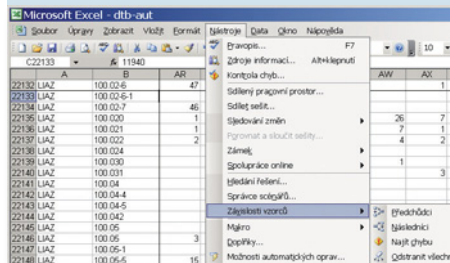 Microsoft Excel - dtb-aut
Soubor Úpravy Zobrazit Vložit Formát Nástroje Data Okno Nápověda
10
C22133 fx 11940
A B AR AW AX
22132 LIAZ 100.02-6 47 1
22133 LIAZ 100.02-6-1
22134 LIAZ 100.02-7 46
22135 LIAZ 100.020 1 26 7
22136 LIAZ 100.021 1 7 1
22137 LIAZ 100.022 2 4 2
22138 LIAZ 100.024
22139 LIAZ 100.030 1
22140 LIAZ 100.031 3
22141 LIAZ 100.04
22142 LIAZ 100.04-4
22143 LIAZ 100.04-5
22144 LIAZ 100.042
22145 LIAZ 100.05
22146 LIAZ 100.05 3
22147 LIAZ 100.05-1
22148 LIAZ 100.05-5 15
Pravopis... F7
Zdroje informací... Alt+klepnutí
Kontrola chyb...
Sdílený pracovní prostor...
Sdílet sešit...
Sledování změn
Porovnat a sloučit sešity...
Zámek
Spolupráce online
Hledání řešení...
Správce scénářů...
Závislosti vzorců
Makro
Doplňky...
Možnosti automatických oprav...
Předchůdci
Následníci
Najít chybu
Odstranit všechn